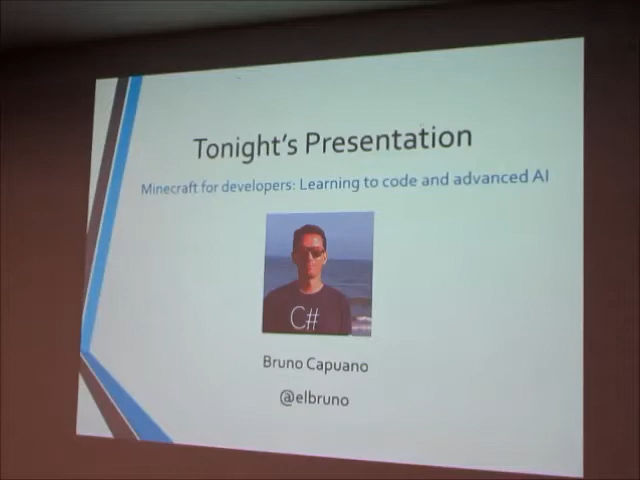 Tonight's Presentation
Minecraft for developers: Learning to code and advanced AI
C#
Bruno Capuano
@elbruno